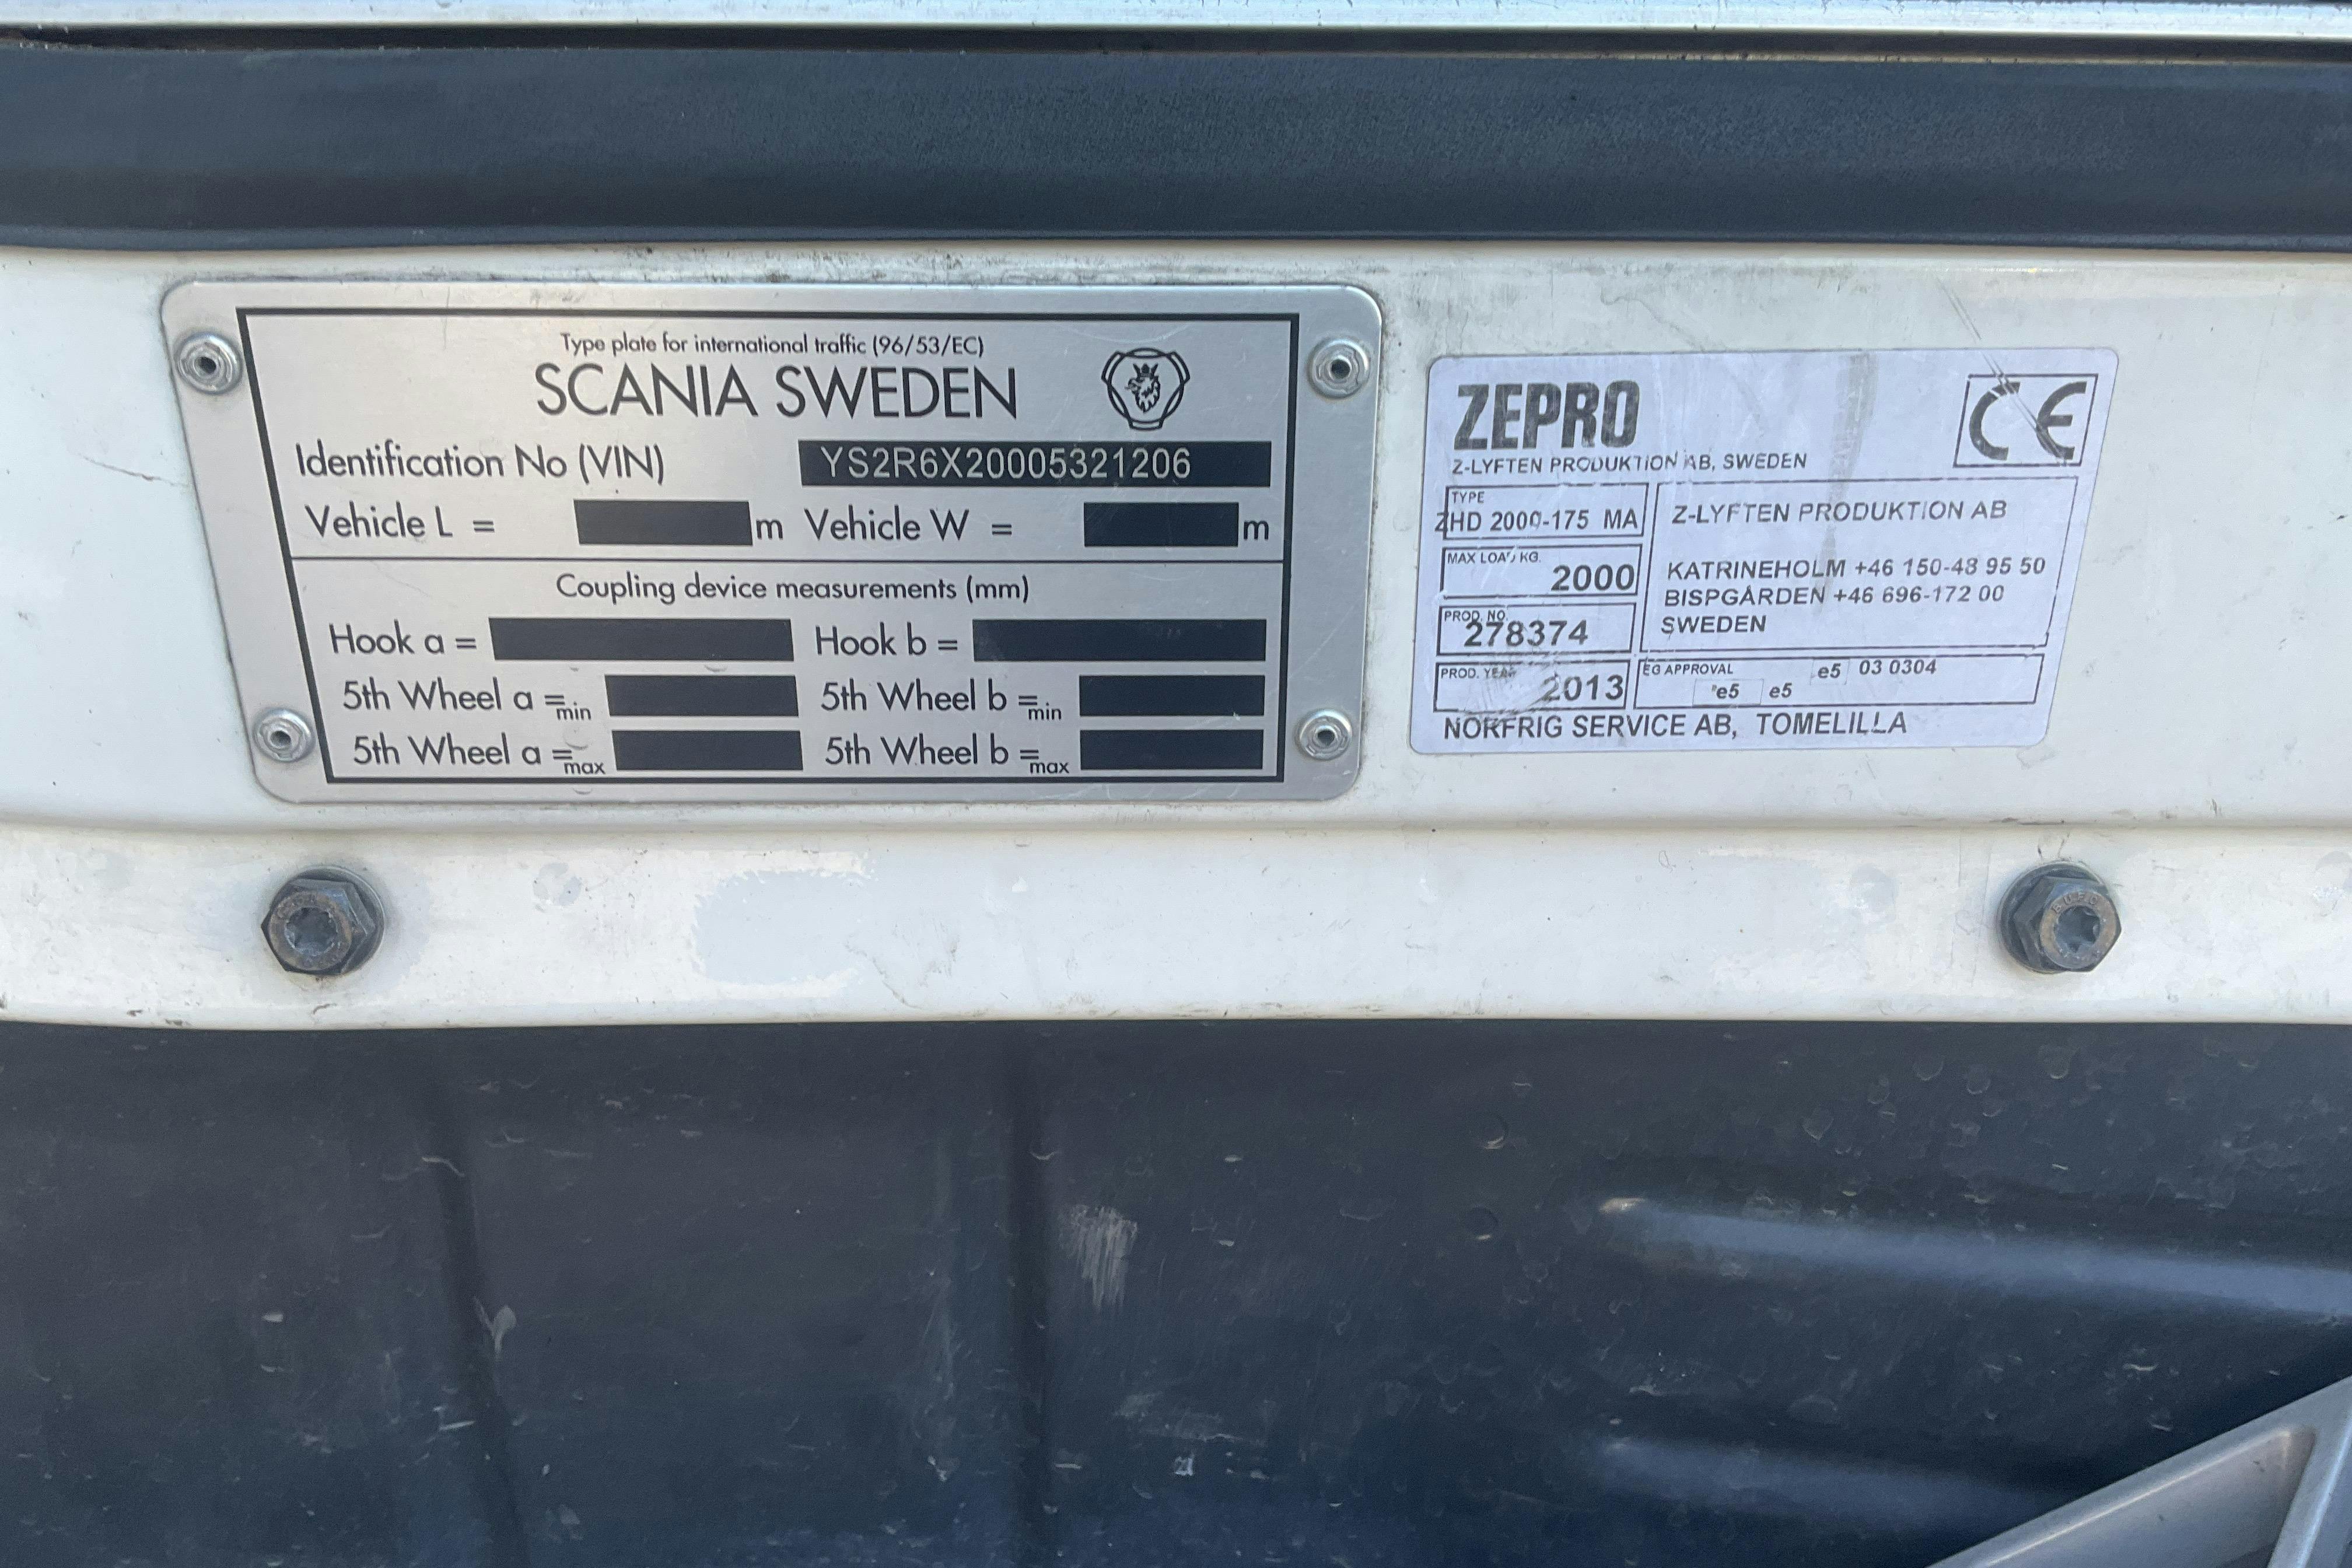 Type plate for international traffic (96/53/EC)
SCANIA SWEDEN
Identification No (VIN) YS2R6X20005321206
Vehicle L = m Vehicle W = m
Coupling device measurements (mm)
Hook a = Hook b =
5th Wheel a = min 5th Wheel b = min
5th Wheel a = max 5th Wheel b = max
ZEPRO
CE
Z-LYFTEN PRODUKTION AB, SWEDEN
TYPE
ZHD 2000-175 MA
MAX LOAD KG.
2000
PROD. NO.
278374
PROD. YEAR
2013
Z-LYFTEN PRODUKTION AB
KATRINEHOLM +46 150-48 95 50
BISPGÅRDEN +46 696-172 00
SWEDEN
EG APPROVAL e5 03 0304
*e5 e5
NORFRIG SERVICE AB, TOMELILLA